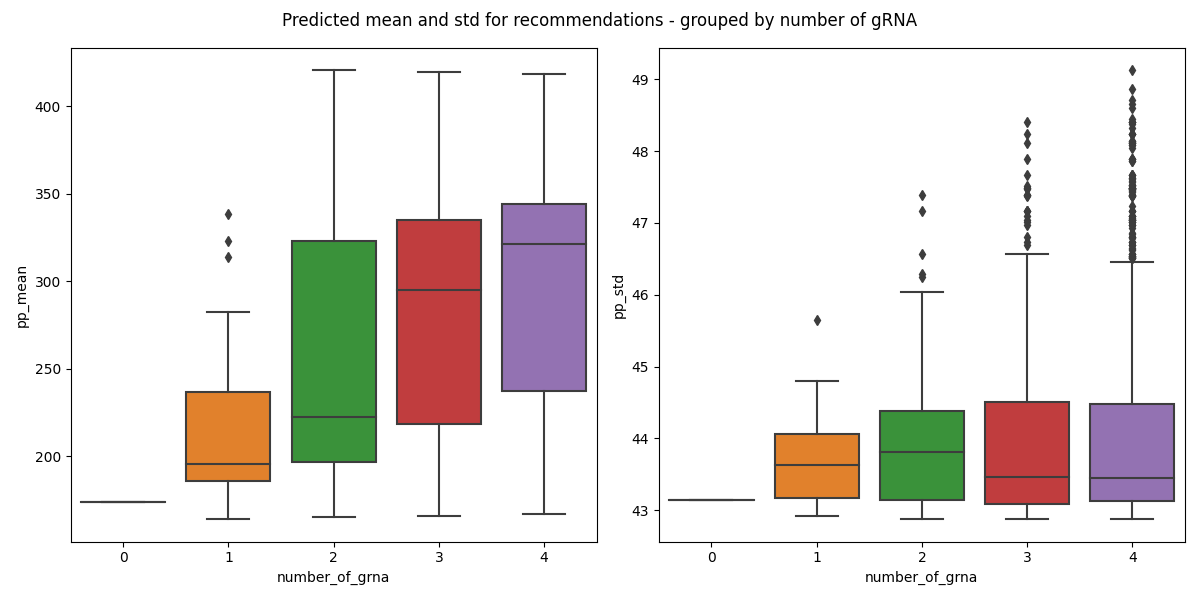 Predicted mean and std for recommendations - grouped by number of gRNA
400
350
300
250
200
pp_mean
0 1 2 3 4
number_of_grna
49
48
47
46
45
44
43
pp_std
0 1 2 3 4
number_of_grna